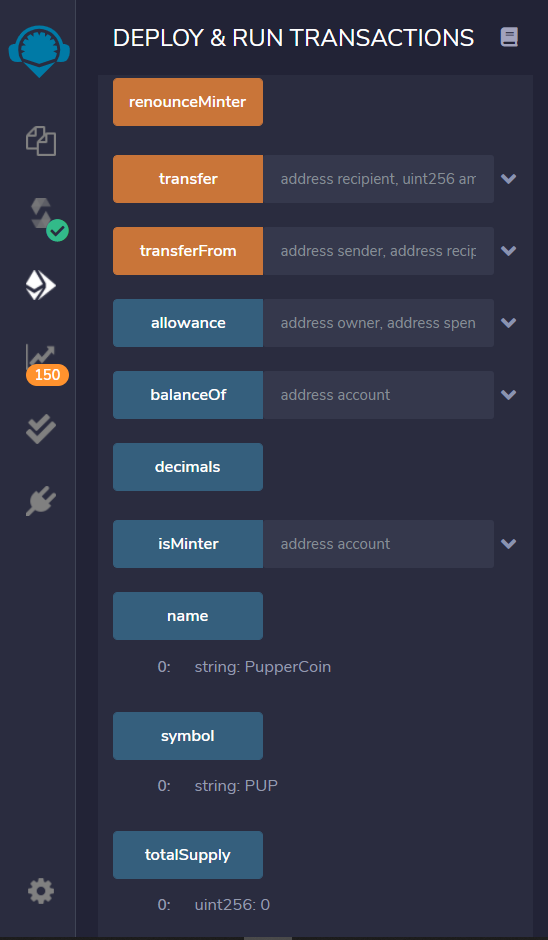 DEPLOY & RUN TRANSACTIONS
renounceMinter
transfer address recipient, uint256 am
transferFrom address sender, address recip
allowance address owner, address spen
150
balanceOf address account
decimals
isMinter address account
name
0: string: PupperCoin
symbol
0: string: PUP
totalSupply
0: uint256: 0